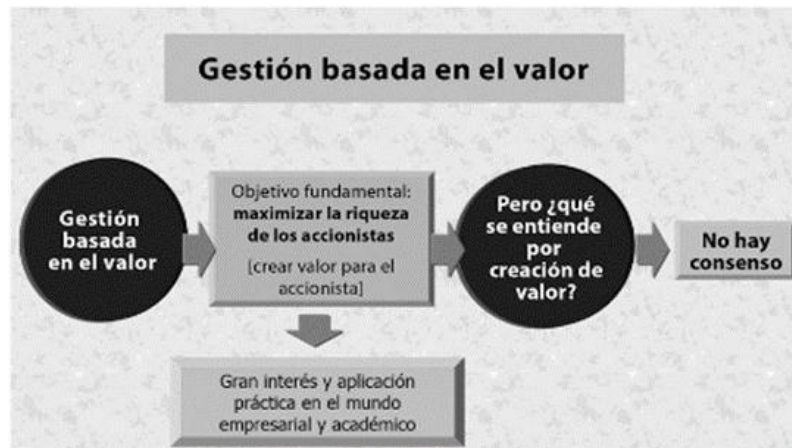 Gestión basada en el valor
Gestión
basada
en el valor
Objetivo fundamental:
maximizar la riqueza
de los accionistas
[crear valor para el
accionista]
Pero ¿qué
se entiende
por
creación de
valor?
No hay
consenso
Gran interés y aplicación
práctica en el mundo
empresarial y académico